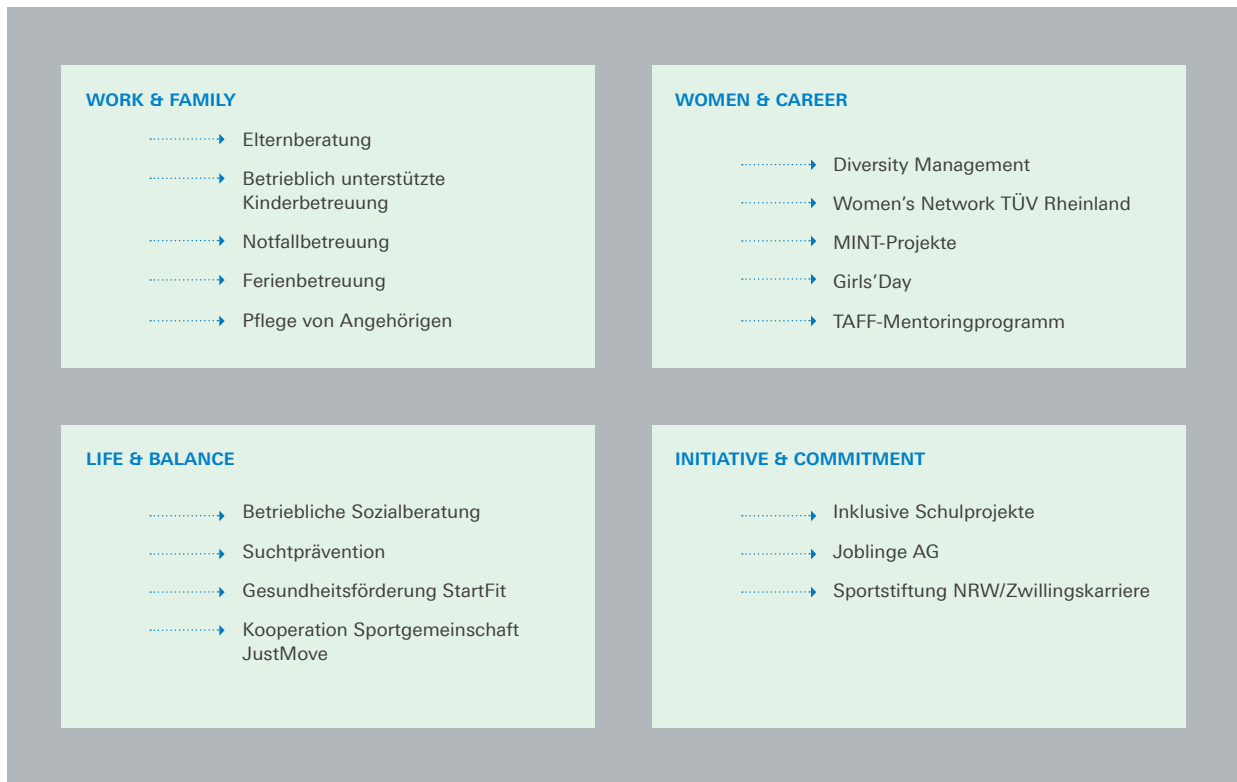 WORK & FAMILY
Elternberatung
Betrieblich unterstützte
Kinderbetreuung
Notfallbetreuung
Ferienbetreuung
Pflege von Angehörigen
WOMEN & CAREER
Diversity Management
Women's Network TÜV Rheinland
MINT-Projekte
Girls'Day
TAFF-Mentoringprogramm
LIFE & BALANCE
Betriebliche Sozialberatung
Suchtprävention
Gesundheitsförderung StartFit
Kooperation Sportgemeinschaft
JustMove
INITIATIVE & COMMITMENT
Inklusive Schulprojekte
Joblinge AG
Sportstiftung NRW/Zwillingskarriere